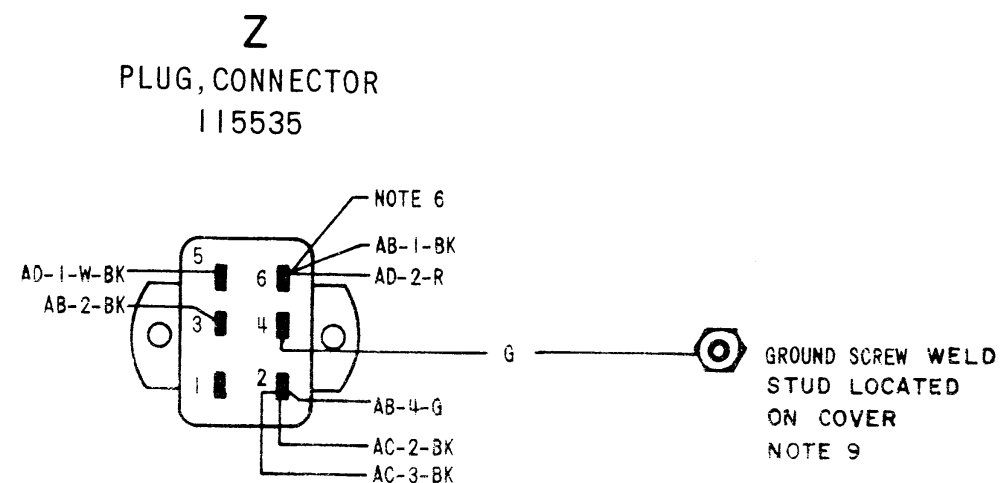 Z
PLUG, CONNECTOR
115535
NOTE 6
AB-1-BK
5
AD-1-W-BK
6
AD-2-R
AB-2-BK
3
4
G
GROUND SCREW WELD
STUD LOCATED
ON COVER
NOTE 9
1
2
AB-4-G
AC-2-BK
AC-3-BK